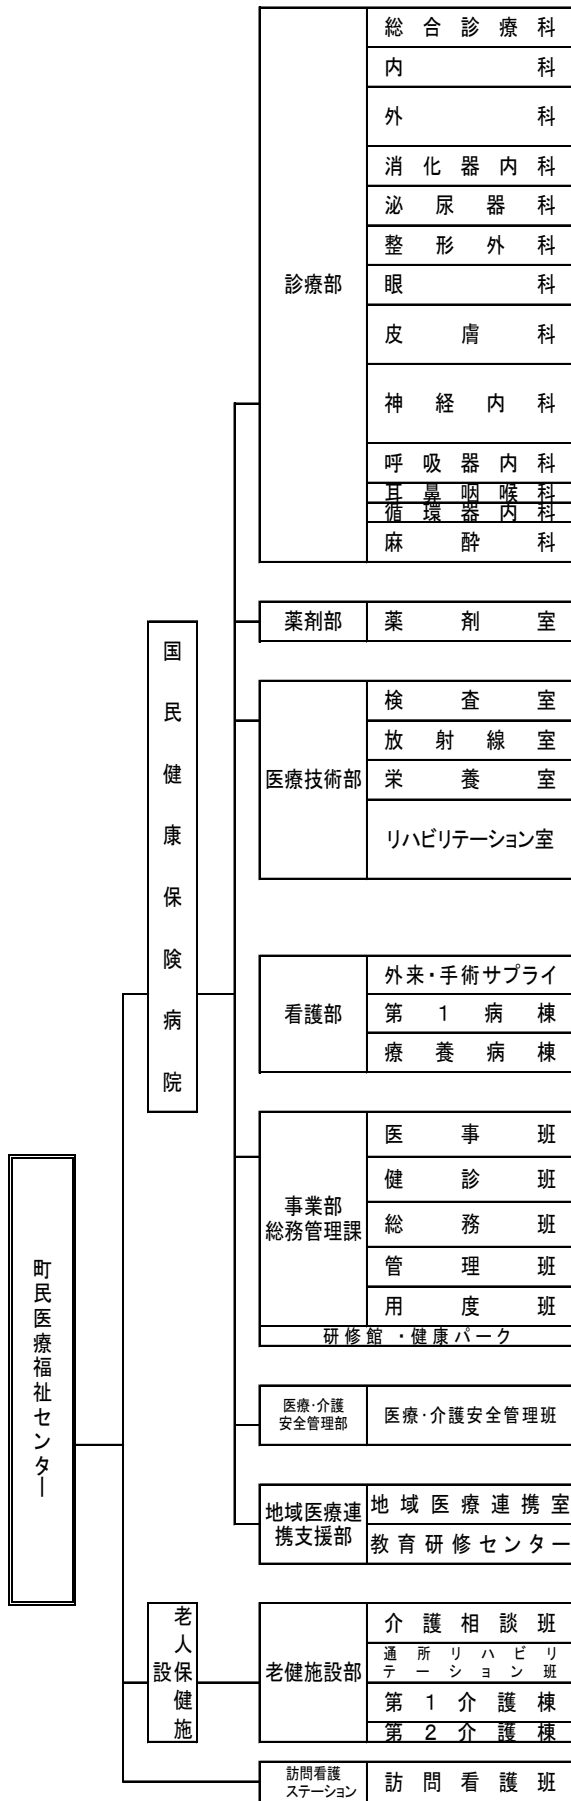 町民医療福祉センター
国民健康保険病院
診療部
総合診療科
内科
外科
消化器内科
泌尿器科
整形外科
眼科
皮膚科
神経内科
呼吸器内科
耳鼻咽喉科
循環器内科
麻酔科
薬剤部
薬剤室
医療技術部
検査室
放射線室
栄養室
リハビリテーション室
看護部
外来・手術サプライ
第1病棟
療養病棟
事業部
総務管理課
医事班
健診班
総務班
管理班
用度班
研修館・健康パーク
医療・介護
安全管理部
医療・介護安全管理班
地域医療連
携支援部
地域医療連携室
教育研修センター
老人保健施
設
老健施設部
介護相談班
通所リハビリ
テーション班
第1介護棟
第2介護棟
訪問看護
ステーション
訪問看護班